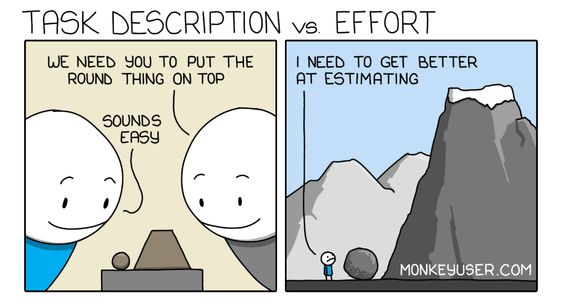 TASK DESCRIPTION vs. EFFORT
WE NEED YOU TO PUT THE
ROUND THING ON TOP
SOUNDS
EASY
I NEED TO GET BETTER
AT ESTIMATING
MONKEYUSER.COM